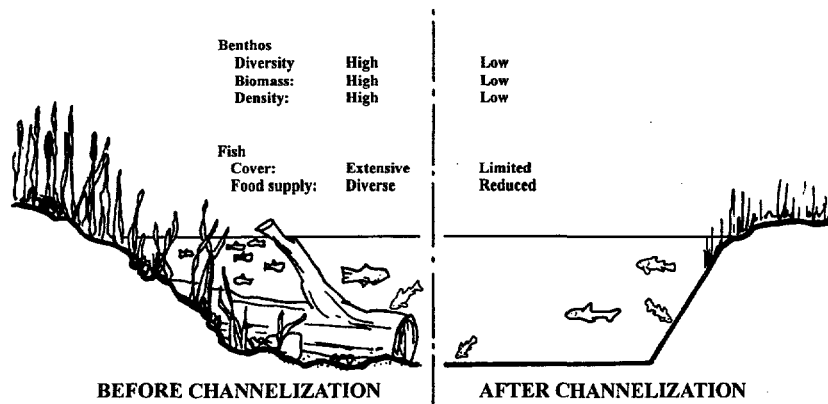 Benthos
Diversity High Low
Biomass: High Low
Density: High Low
Fish
Cover: Extensive Limited
Food supply: Diverse Reduced
BEFORE CHANNELIZATION AFTER CHANNELIZATION